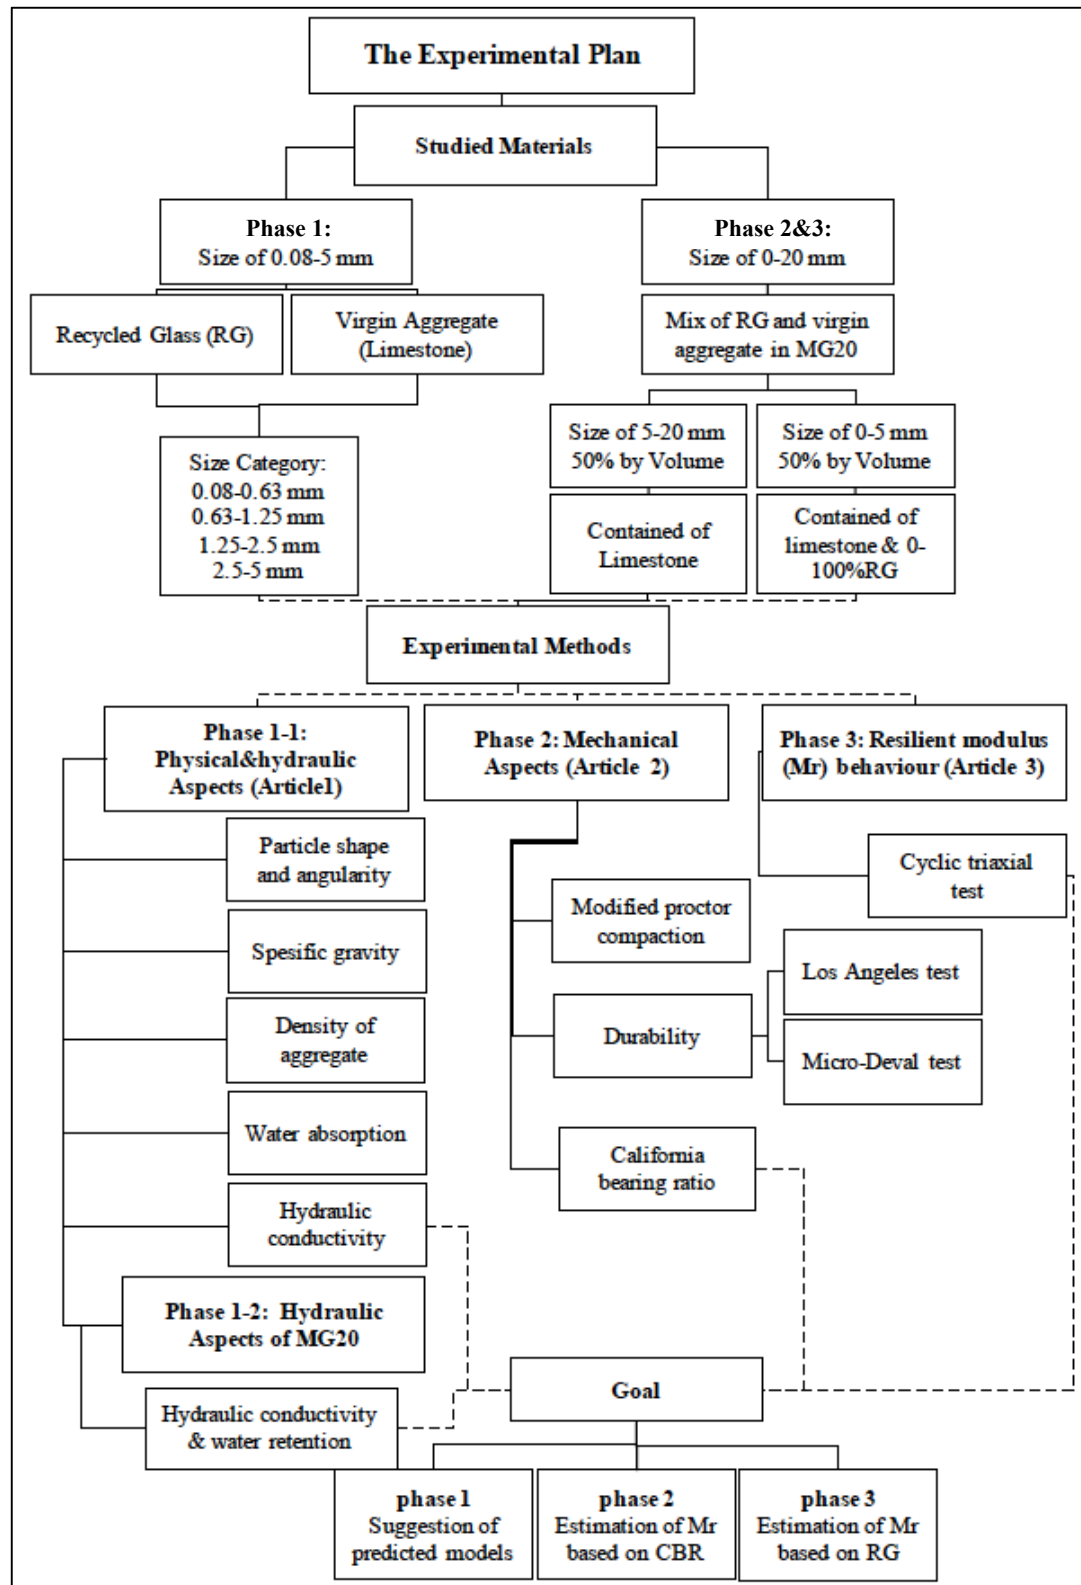 The Experimental Plan
Studied Materials
Phase 1:
Size of 0.08-5 mm
Phase 2&3:
Size of 0-20 mm
Recycled Glass (RG)
Virgin Aggregate
(Limestone)
Mix of RG and virgin
aggregate in MG20
Size Category:
0.08-0.63 mm
0.63-1.25 mm
1.25-2.5 mm
2.5-5 mm
Size of 5-20 mm
50% by Volume
Size of 0-5 mm
50% by Volume
Contained of
Limestone
Contained of
limestone & 0-
100%RG
Experimental Methods
Phase 1-1:
Physical&hydraulic
Aspects (Article1)
Phase 2: Mechanical
Aspects (Article 2)
Phase 3: Resilient modulus
(Mr) behaviour (Article 3)
Particle shape
and angularity
Spesific gravity
Density of
aggregate
Water absorption
Hydraulic
conductivity
Phase 1-2: Hydraulic
Aspects of MG20
Hydraulic conductivity
& water retention
Modified proctor
compaction
Durability
California
bearing ratio
Cyclic triaxial
test
Los Angeles test
Micro-Deval test
Goal
phase 1
Suggestion of
predicted models
phase 2
Estimation of Mr
based on CBR
phase 3
Estimation of Mr
based on RG